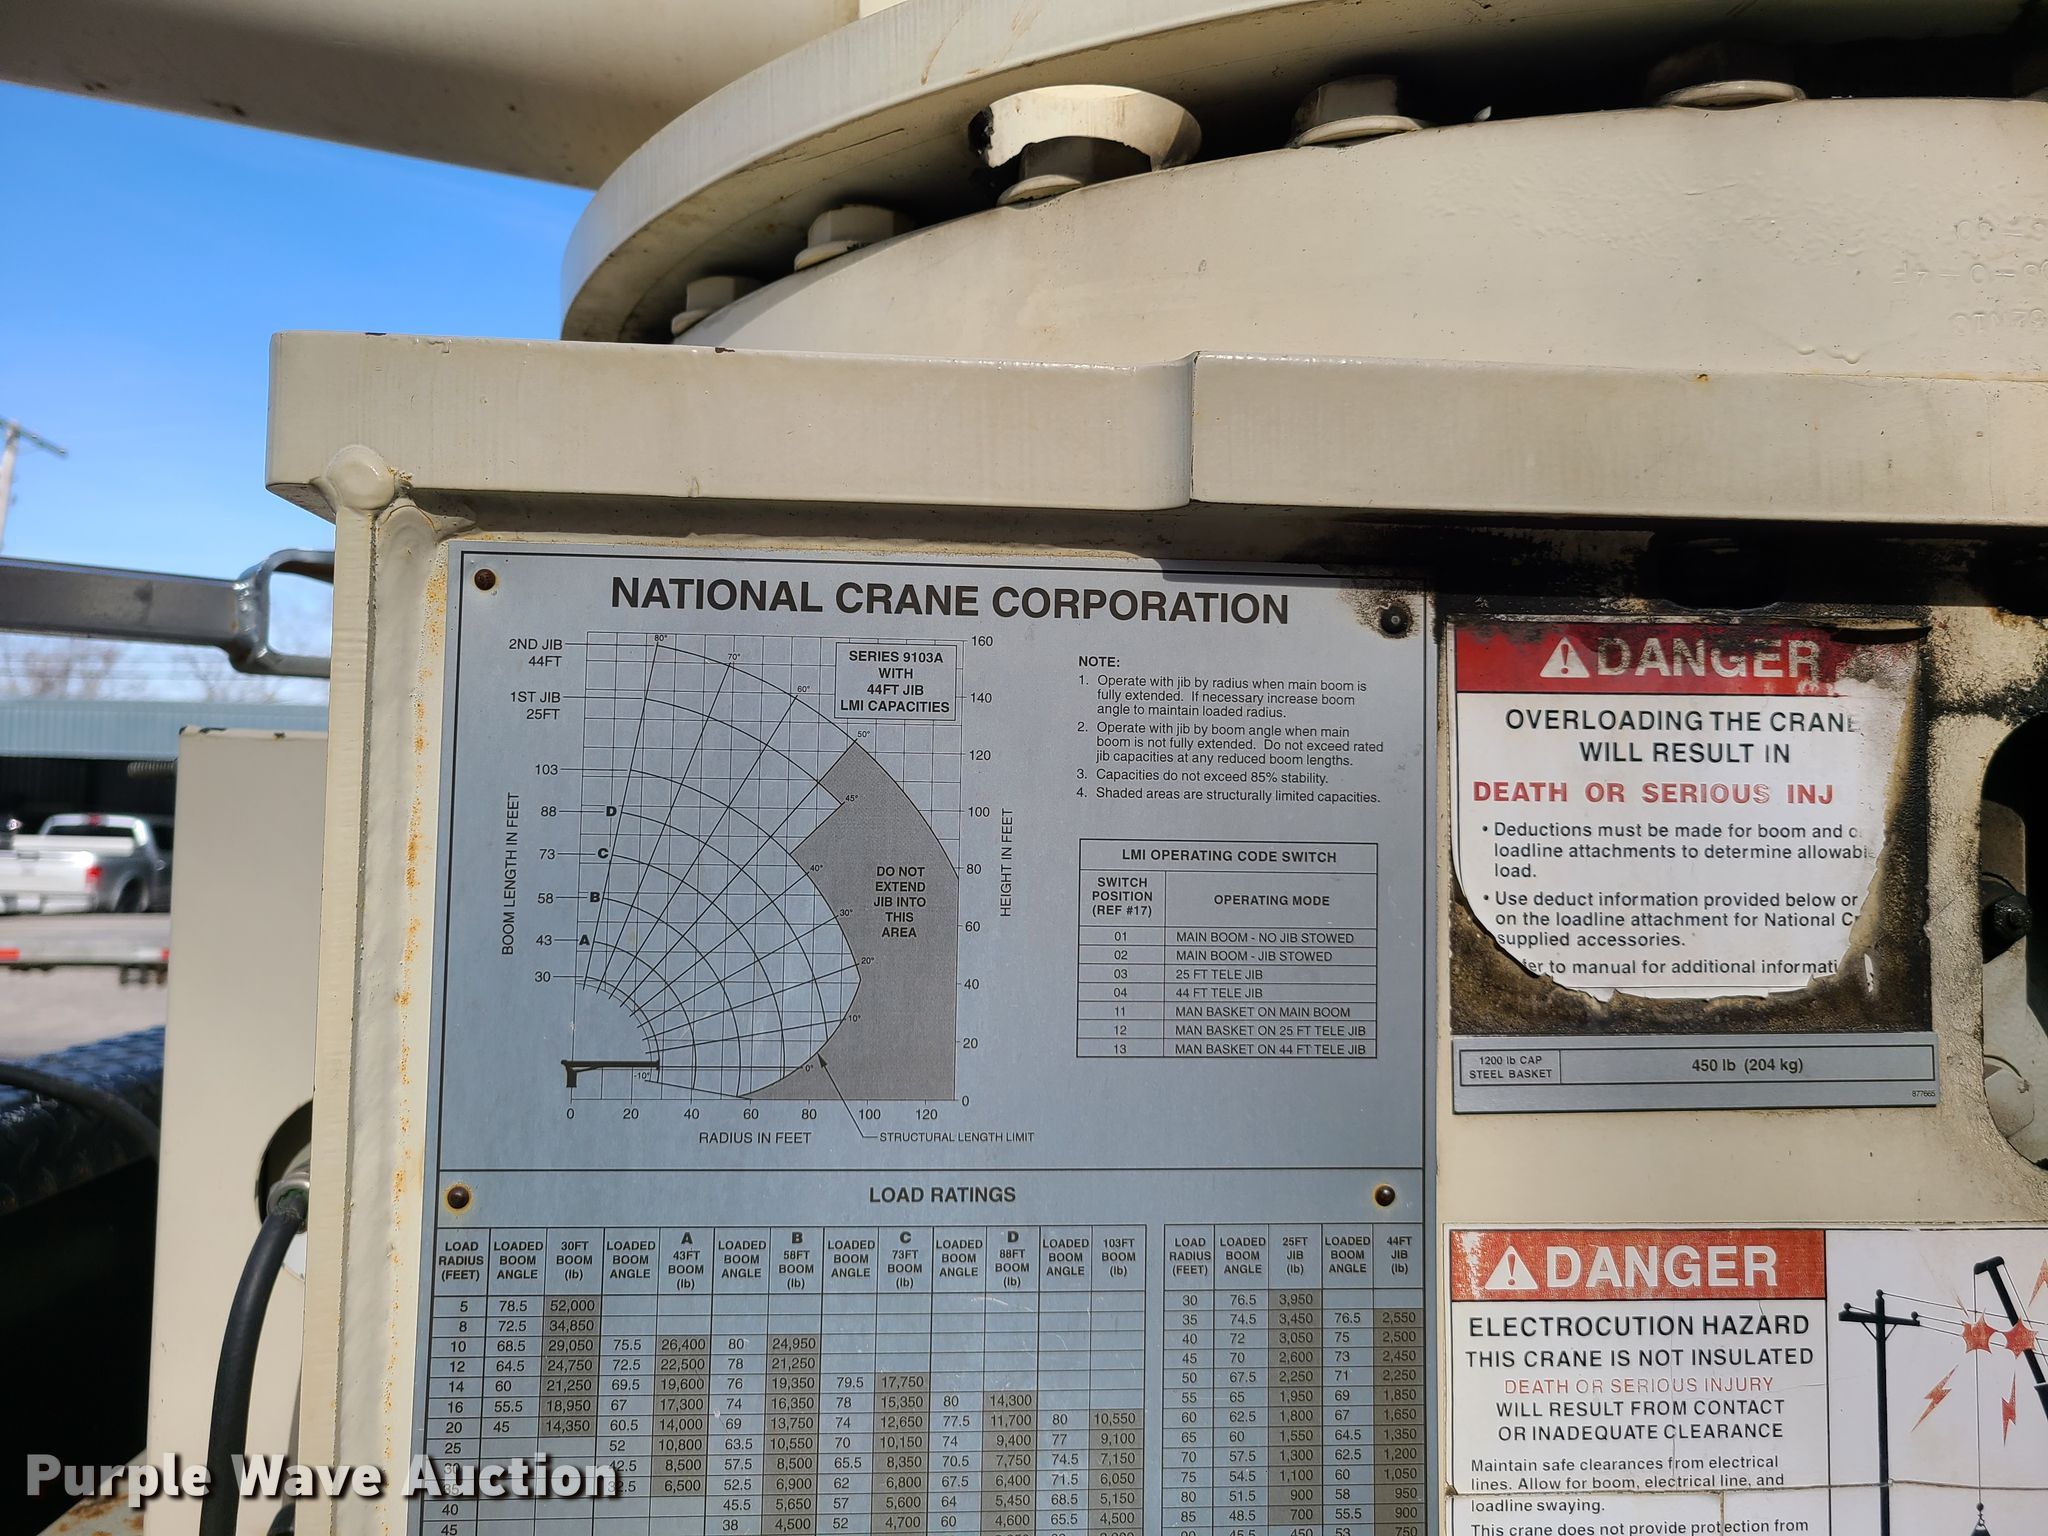 NATIONAL CRANE CORPORATION
2ND JIB
44FT
1ST JIB
25FT
103
88
73
58
43
30
BOOM LENGTH IN FEET
D
C
B
A
80°
70°
60°
50°
45°
40°
30°
20°
10°
0°
-10°
SERIES 9103A
WITH
44FT JIB
LMI CAPACITIES
DO NOT
EXTEND
JIB INTO
THIS
AREA
160
140
120
100
80
60
40
20
0
HEIGHT IN FEET
0 20 40 60 80 100 120
RADIUS IN FEET
STRUCTURAL LENGTH LIMIT
NOTE:
1. Operate with jib by radius when main boom is
fully extended. If necessary increase boom
angle to maintain loaded radius.
2. Operate with jib by boom angle when main
boom is not fully extended. Do not exceed rated
jib capacities at any reduced boom lengths.
3. Capacities do not exceed 85% stability.
4. Shaded areas are structurally limited capacities.
LMI OPERATING CODE SWITCH
SWITCH
POSITION
(REF #17)
OPERATING MODE
01 MAIN BOOM - NO JIB STOWED
02 MAIN BOOM - JIB STOWED
03 25 FT TELE JIB
04 44 FT TELE JIB
11 MAN BASKET ON MAIN BOOM
12 MAN BASKET ON 25 FT TELE JIB
13 MAN BASKET ON 44 FT TELE JIB
LOAD RATINGS
LOAD RADIUS (FEET) LOADED BOOM ANGLE 30FT BOOM (lb) LOADED BOOM ANGLE A 43FT BOOM (lb) LOADED BOOM ANGLE B 58FT BOOM (lb) LOADED BOOM ANGLE C 73FT BOOM (lb) LOADED BOOM ANGLE D 88FT BOOM (lb) LOADED BOOM ANGLE 103FT BOOM (lb)
5 78.5 52,000
8 72.5 34,850
10 68.5 29,050 75.5 26,400 80 24,950
12 64.5 24,750 72.5 22,500 78 21,250
14 60 21,250 69.5 19,600 76 19,350 79.5 17,750
16 55.5 18,950 67 17,300 74 16,350 78 15,350 80 14,300
20 45 14,350 60.5 14,000 69 13,750 74 12,650 77.5 11,700 80 10,550
25 52 10,800 63.5 10,550 70 10,150 74 9,400 77 9,100
30 42.5 8,500 57.5 8,500 65.5 8,350 70.5 7,750 74.5 7,150
35 32.5 6,500 52.5 6,900 62 6,800 67.5 6,400 71.5 6,050
40 45.5 5,650 57 5,600 64 5,450 68.5 5,150
45 38 4,500 52 4,700 60 4,600 65.5 4,500
LOAD RADIUS (FEET) LOADED BOOM ANGLE 25FT JIB (lb) LOADED BOOM ANGLE 44FT JIB (lb)
30 76.5 3,950
35 74.5 3,450 76.5 2,550
40 72 3,050 75 2,500
45 70 2,600 73 2,450
50 67.5 2,250 71 2,250
55 65 1,950 69 1,850
60 62.5 1,800 67 1,650
65 60 1,550 64.5 1,350
70 57.5 1,300 62.5 1,200
75 54.5 1,100 60 1,050
80 51.5 900 58 950
85 48.5 700 55.5 900
90 45.5 450 53 750
DANGER
OVERLOADING THE CRANE
WILL RESULT IN
DEATH OR SERIOUS INJ
• Deductions must be made for boom and
loadline attachments to determine allowabl
load.
• Use deduct information provided below or
on the loadline attachment for National Cr
supplied accessories.
er to manual for additional informati
1200 lb CAP
STEEL BASKET
450 lb (204 kg)
877665
DANGER
ELECTROCUTION HAZARD
THIS CRANE IS NOT INSULATED
DEATH OR SERIOUS INJURY
WILL RESULT FROM CONTACT
OR INADEQUATE CLEARANCE
Maintain safe clearances from electrical
lines. Allow for boom, electrical line, and
loadline swaying.
This crane does not provide protection from
Purple Wave Auction